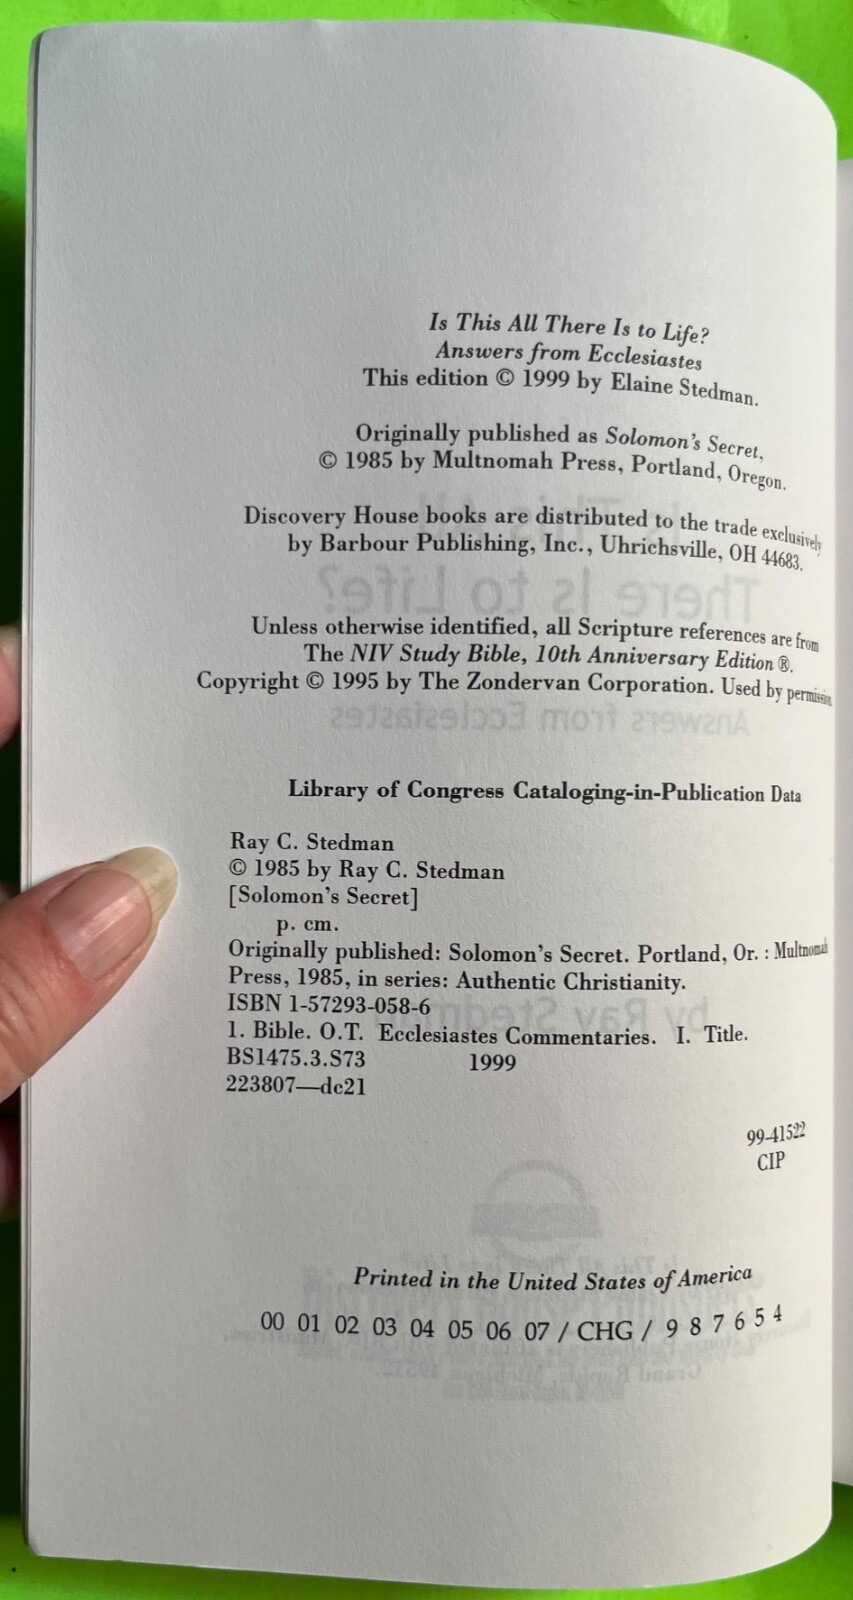 Is This All There Is to Life?
Answers from Ecclesiastes
This edition © 1999 by Elaine Stedman.
Originally published as Solomon's Secret,
© 1985 by Multnomah Press, Portland, Oregon.
Discovery House books are distributed to the trade exclusively
by Barbour Publishing, Inc., Uhrichsville, OH 44683.
Unless otherwise identified, all Scripture references are from
The NIV Study Bible, 10th Anniversary Edition ®.
Copyright © 1995 by The Zondervan Corporation. Used by permission
Library of Congress Cataloging-in-Publication Data
Ray C. Stedman
© 1985 by Ray C. Stedman
[Solomon's Secret]
p. cm.
Originally published: Solomon's Secret. Portland, Or. : Multnomah
Press, 1985, in series: Authentic Christianity.
ISBN 1-57293-058-6
1. Bible. O.T. Ecclesiastes Commentaries. I. Title.
BS1475.3.S73 1999
223807—dc21
99-41522
CIP
Printed in the United States of America
00 01 02 03 04 05 06 07 / CHG / 9 8 7 6 5 4